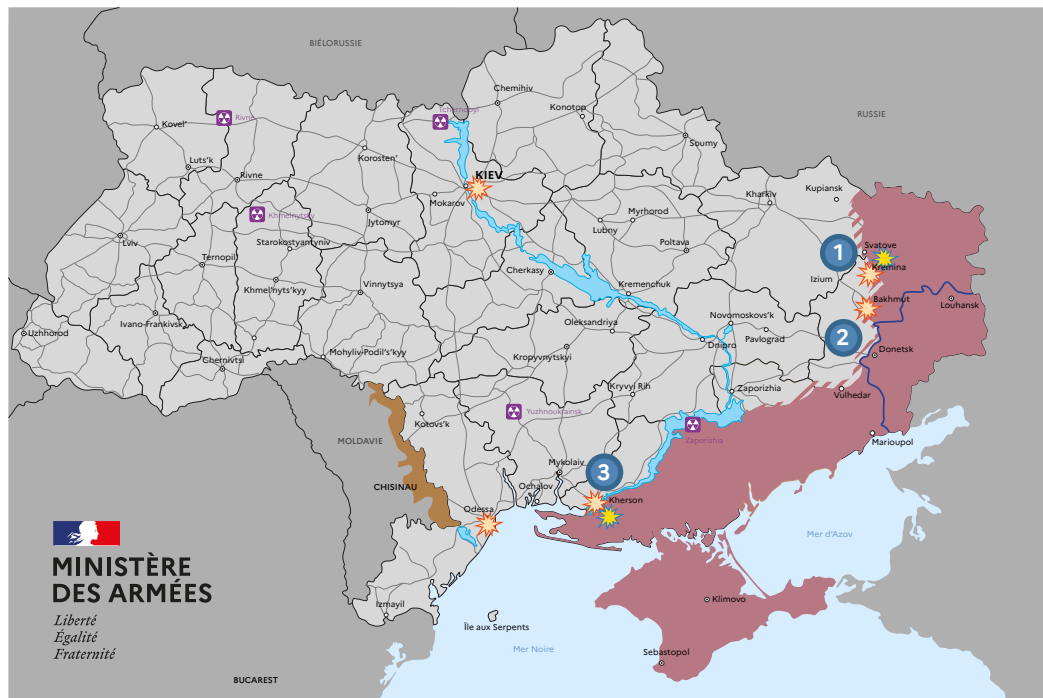 BIÉLORUSSIE
RUSSIE
Chemihiv
Konotop
Tchernobyl
Rivne
Kovel'
Soumy
Korosten'
Luts'k
Rivne
KIEV
Mokarov
Kharkiv
Kupiansk
Khmelnytsky
Jytomyr
Myrhorod
Lubny
Poltava
Lviv
Starokostyantyniv
Ternopil
1
Svatove
Kremina
Izium
Cherkasy
Khmel'nyts'kyy
Vinnytsya
Kremenchuk
Bakhmut
Louhansk
Ivano-Frankivsk
Uzhhorod
Oleksandriya
Novomoskovs'k
Pavlograd
2
Dnipro
Donetsk
Chernivtsi
Mohyliv-Podil's'kyy
Kropyvnytskyi
Kryvyi Rih
Zaporizhia
Vulhedar
Yuzhnoukrainsk
Kotovs'k
MOLDAVIE
Zaporizhia
Marioupol
Mykolaiv
3
CHISINAU
Ochalov
Kherson
Odessa
Mer d'Azov
MINISTÈRE
DES ARMÉES
Liberté
Égalité
Fraternité
Izmayil
Klimovo
Île aux Serpents
Mer Noire
Sebastopol
BUCAREST